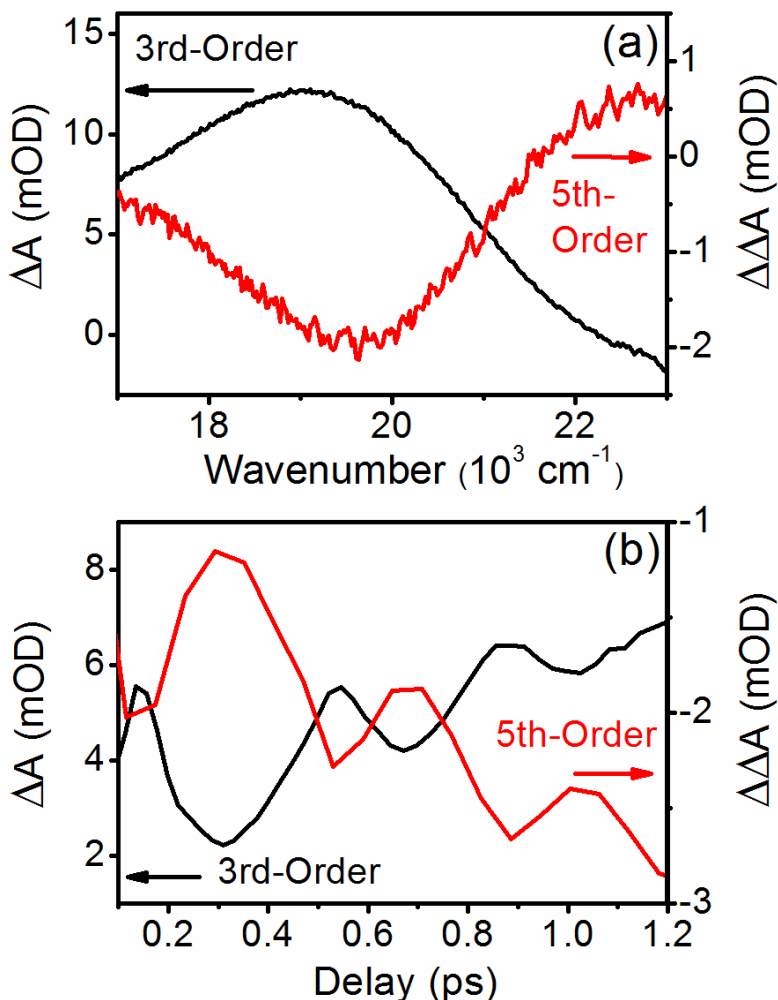 15
3rd-Order
(a)
1
10
0
5
5th-
Order
-1
0
-2
ΔA (mOD)
ΔΔA (mOD)
18 20 22
Wavenumber (10³ cm⁻¹)
(b)
-1
8
6
-2
5th-Order
4
2
3rd-Order
-3
ΔA (mOD)
ΔΔA (mOD)
0.2 0.4 0.6 0.8 1.0 1.2
Delay (ps)